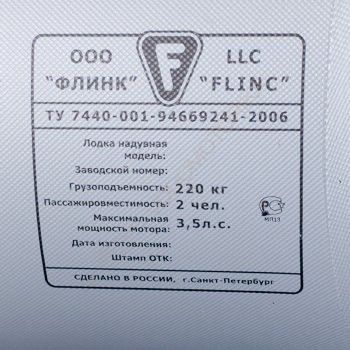 ООО F LLC
"ФЛИНК" "FLINC"
ТУ 7440-001-94669241-2006
Лодка надувная
модель:
Заводской номер:
Грузоподъемность: 220 кг
Пассажировместимость: 2 чел.
Максимальная
мощность мотора: 3,5л.с.
МП13
Дата изготовления:
Штамп ОТК:
СДЕЛАНО В РОССИИ, г.Санкт-Петербург